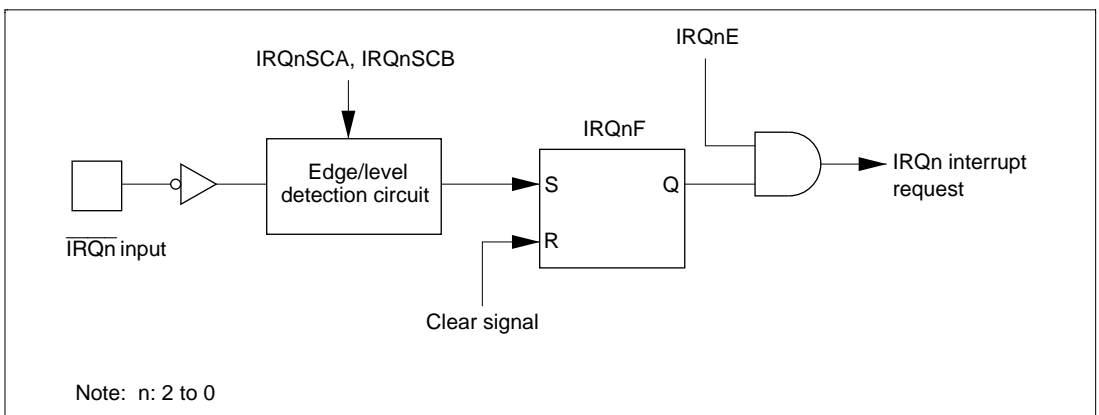 IRQnE
IRQnSCA, IRQnSCB
IRQnF
Edge/level
detection circuit
S
Q
R
IRQn interrupt
request
IRQn input
Clear signal
Note: n: 2 to 0